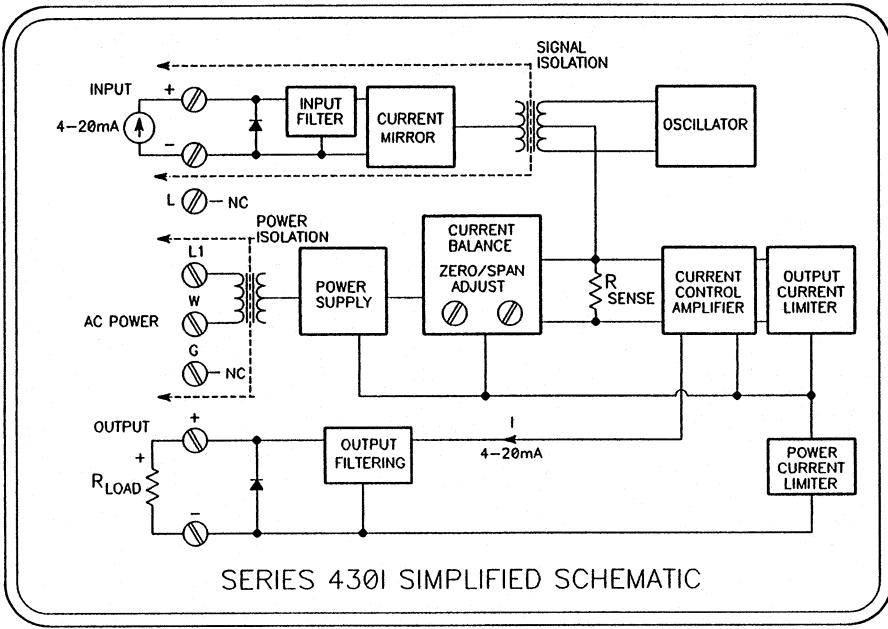 SIGNAL
ISOLATION
INPUT
+
4-20mA
-
INPUT
FILTER
CURRENT
MIRROR
OSCILLATOR
L
NC
POWER
ISOLATION
L1
W
AC POWER
G
NC
POWER
SUPPLY
CURRENT
BALANCE
ZERO/SPAN
ADJUST
R
SENSE
CURRENT
CONTROL
AMPLIFIER
OUTPUT
CURRENT
LIMITER
OUTPUT
+
+
R LOAD
-
OUTPUT
FILTERING
I
4-20mA
POWER
CURRENT
LIMITER
SERIES 4301 SIMPLIFIED SCHEMATIC